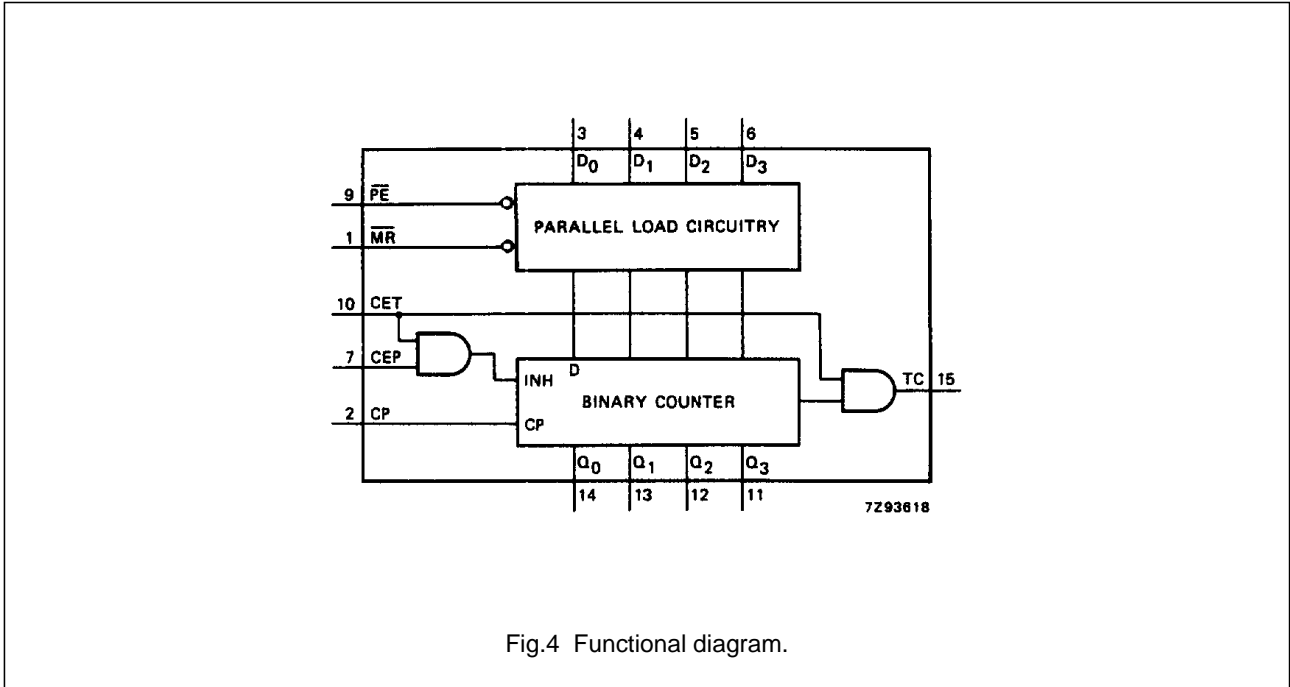 3 4 5 6
D0 D1 D2 D3
9 PE
PARALLEL LOAD CIRCUITRY
1 MR
10 CET
7 CEP
D
INH
BINARY COUNTER
TC 15
2 CP
CP
Q0 Q1 Q2 Q3
14 13 12 11
7Z93618
Fig.4 Functional diagram.